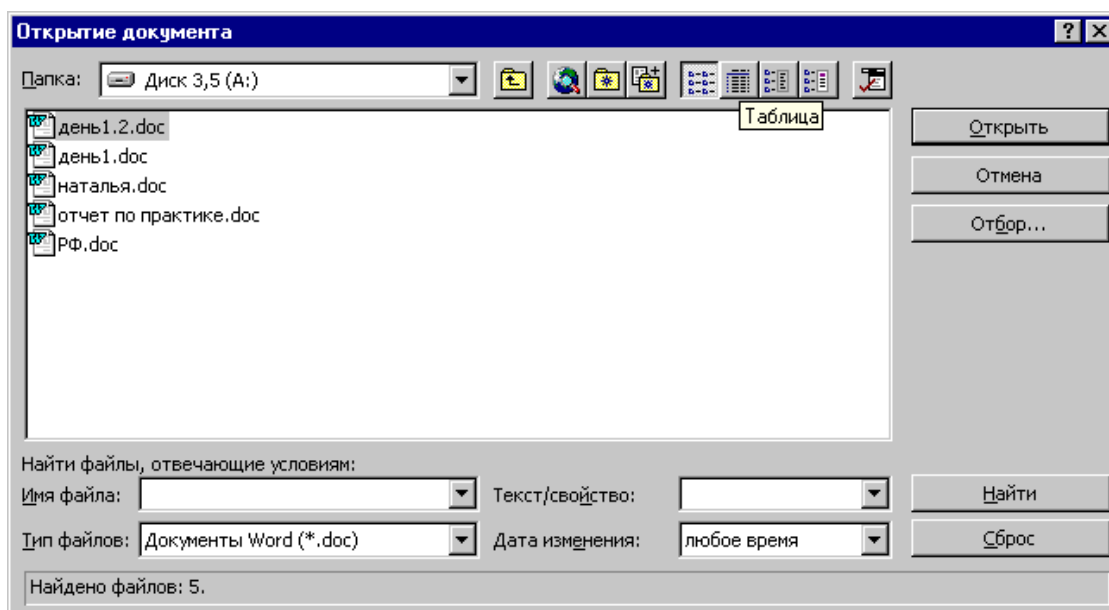 Открытие документа
Папка: Диск 3,5 (A:)
Таблица
день1.2.doc
Открыть
день1.doc
наталья.doc
Отмена
отчет по практике.doc
Отбор...
РФ.doc
Найти файлы, отвечающие условиям:
Имя файла: Текст/свойство: Найти
Тип файлов: Документы Word (*.doc) Дата изменения: любое время Сброс
Найдено файлов: 5.